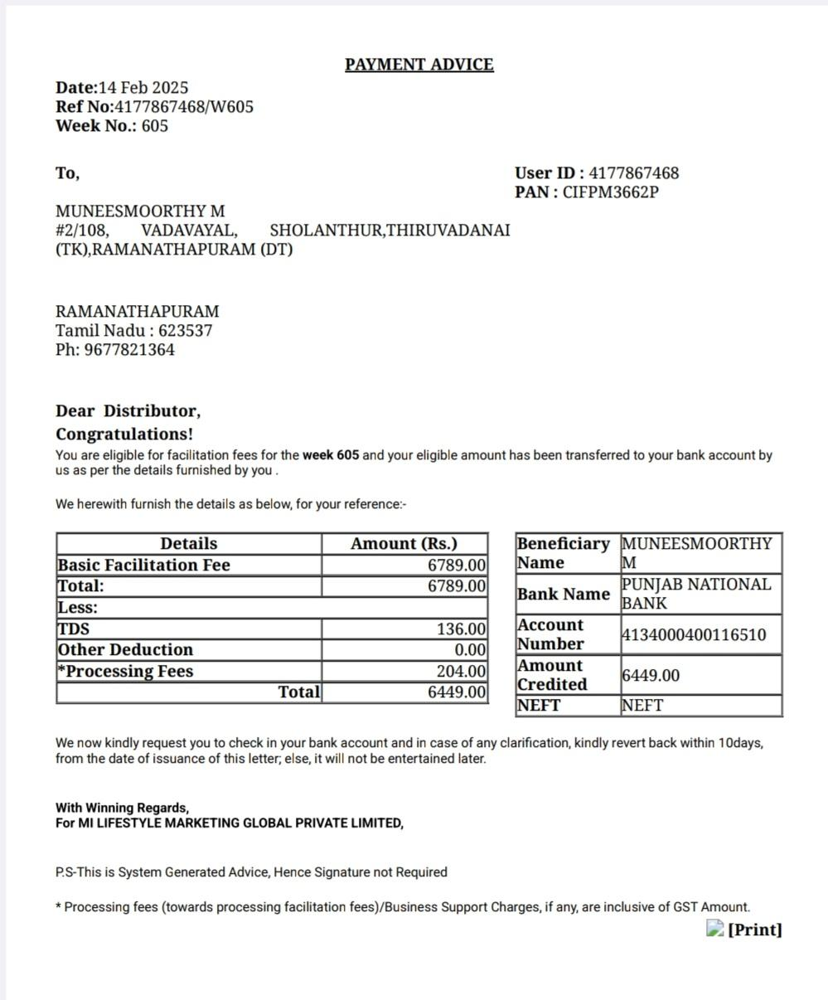 PAYMENT ADVICE
Date:14 Feb 2025
Ref No:4177867468/W605
Week No.: 605
To,
User ID : 4177867468
PAN : CIFPM3662P
MUNEESMOORTHY M
#2/108, VADAVAYAL, SHOLANTHUR,THIRUVADANAI
(TK),RAMANATHAPURAM (DT)
RAMANATHAPURAM
Tamil Nadu : 623537
Ph: 9677821364
Dear Distributor,
Congratulations!
You are eligible for facilitation fees for the week 605 and your eligible amount has been transferred to your bank account by
us as per the details furnished by you .
We herewith furnish the details as below, for your reference:-
Details Amount (Rs.)
Basic Facilitation Fee 6789.00
Total: 6789.00
Less:
TDS 136.00
Other Deduction 0.00
*Processing Fees 204.00
Total 6449.00
Beneficiary Name MUNEESMOORTHY M
Bank Name PUNJAB NATIONAL BANK
Account Number 4134000400116510
Amount Credited 6449.00
NEFT NEFT
We now kindly request you to check in your bank account and in case of any clarification, kindly revert back within 10days,
from the date of issuance of this letter; else, it will not be entertained later.
With Winning Regards,
For MI LIFESTYLE MARKETING GLOBAL PRIVATE LIMITED,
P.S-This is System Generated Advice, Hence Signature not Required
* Processing fees (towards processing facilitation fees)/Business Support Charges, if any, are inclusive of GST Amount.
[Print]